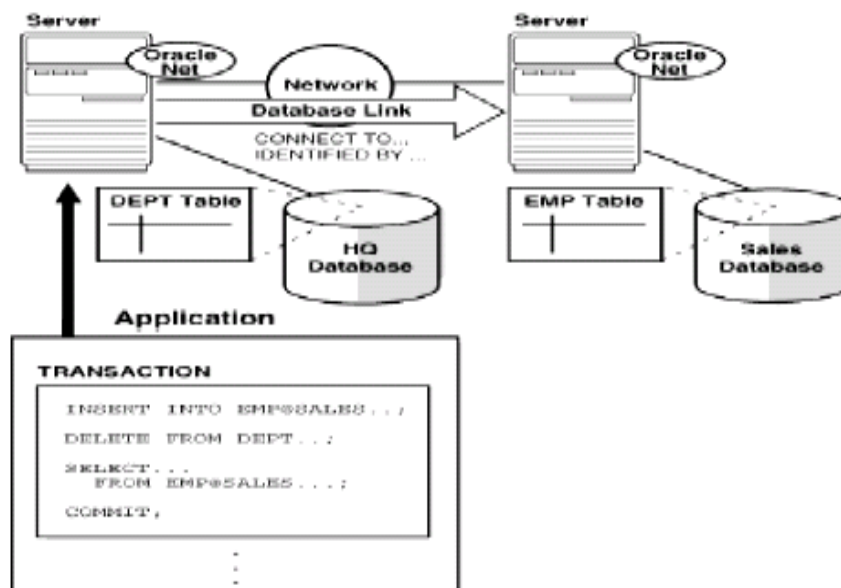 Server
Server
Oracle
Net
Oracle
Net
Network
Database Link
CONNECT TO...
IDENTIFIED BY ...
DEPT Table
EMP Table
HQ
Database
Sales
Database
Application
TRANSACTION
INSERT INTO EMP@SALES..;
DELETE FROM DEPT..;
SELECT...
FROM EMP@SALES...;
COMMIT;